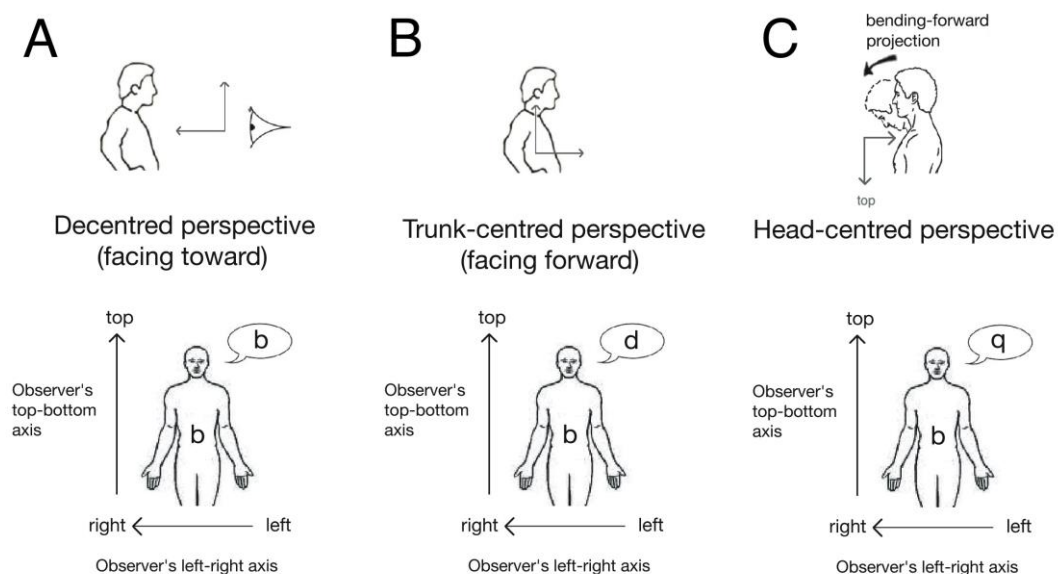 A
Decentred perspective
(facing toward)
top
b
Observer's
top-bottom
axis
b
right
left
Observer's left-right axis
B
Trunk-centred perspective
(facing forward)
top
d
Observer's
top-bottom
axis
b
right
left
Observer's left-right axis
C
bending-forward
projection
top
Head-centred perspective
top
q
Observer's
top-bottom
axis
b
right
left
Observer's left-right axis